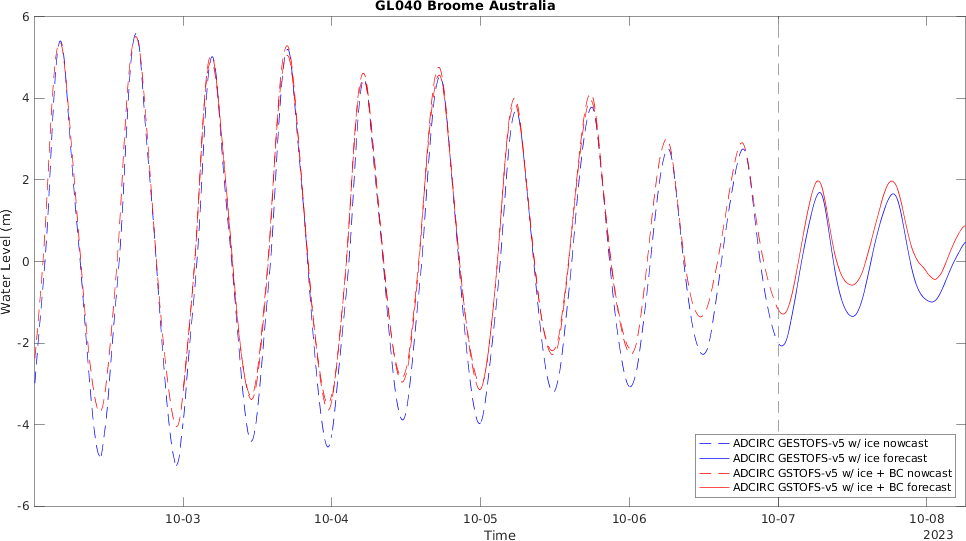 GL040 Broome Australia
6
4
2
0
-2
-4
-6
Water Level (m)
10-03
10-04
10-05
10-06
10-07
10-08
Time
2023
ADCIRC GESTOFS-v5 w/ ice nowcast
ADCIRC GESTOFS-v5 w/ ice forecast
ADCIRC GSTOFS-v5 w/ ice + BC nowcast
ADCIRC GSTOFS-v5 w/ ice + BC forecast